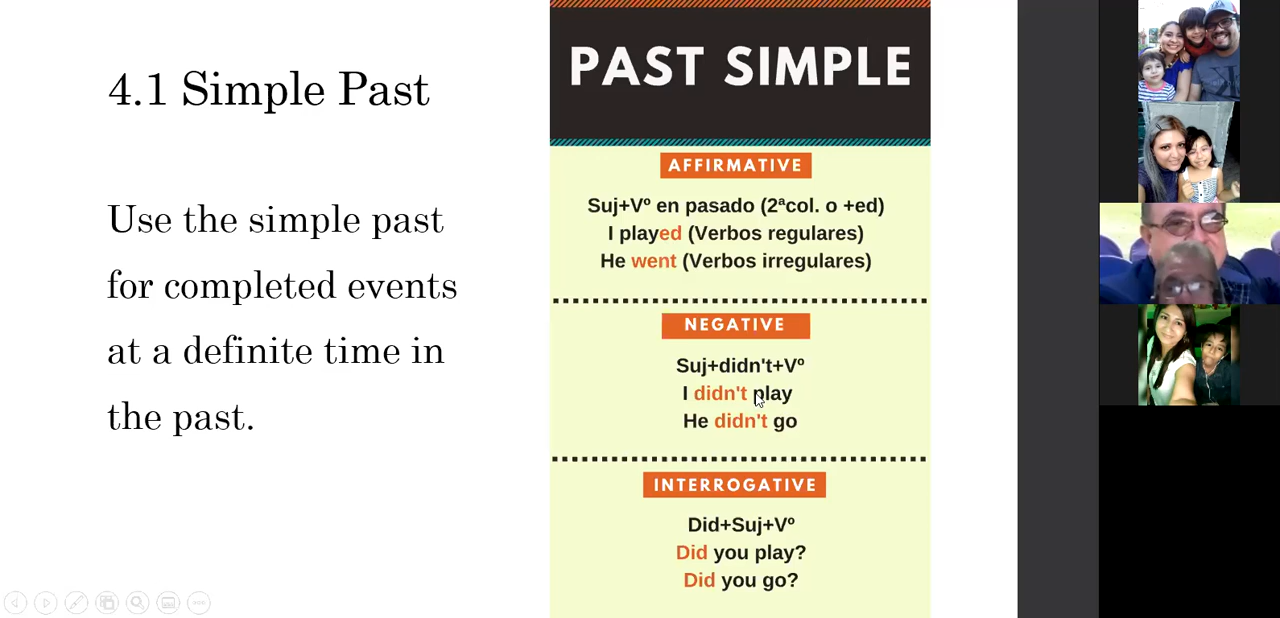 4.1 Simple Past
Use the simple past
for completed events
at a definite time in
the past.
PAST SIMPLE
AFFIRMATIVE
Suj+Vº en pasado (2ªcol. o +ed)
I played (Verbos regulares)
He went (Verbos irregulares)
NEGATIVE
Suj+didn't+Vº
I didn't play
He didn't go
INTERROGATIVE
Did+Suj+Vº
Did you play?
Did you go?